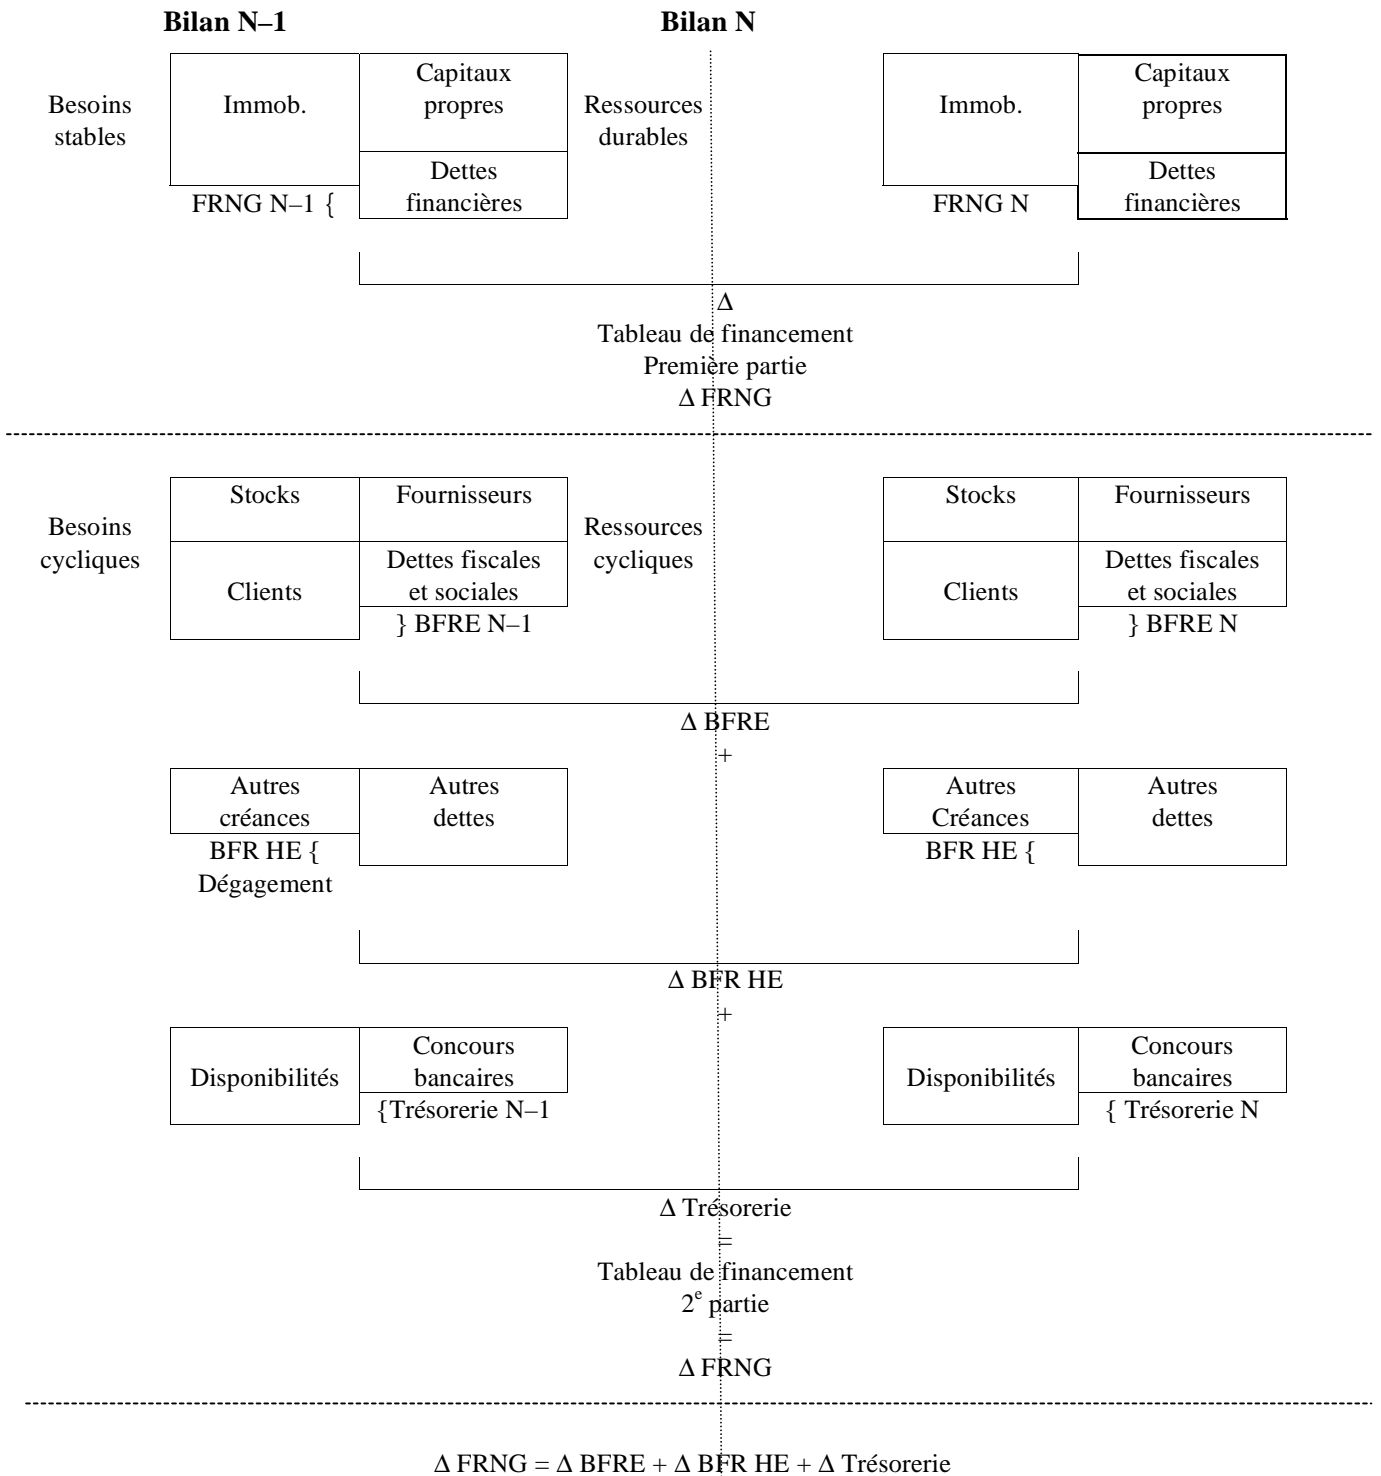 Bilan N–1 Bilan N
Besoins
stables
Immob.
Capitaux
propres
Dettes
financières
FRNG N–1 {
Ressources
durables
Immob.
Capitaux
propres
Dettes
financières
FRNG N
Δ
Tableau de financement
Première partie
Δ FRNG
Besoins
cycliques
Stocks
Fournisseurs
Clients
Dettes fiscales
et sociales
} BFRE N–1
Ressources
cycliques
Stocks
Fournisseurs
Clients
Dettes fiscales
et sociales
} BFRE N
Δ BFRE
+
Autres
créances
Autres
dettes
BFR HE {
Dégagement
Autres
Créances
Autres
dettes
BFR HE {
Δ BFR HE
+
Disponibilités
Concours
bancaires
{Trésorerie N–1
Disponibilités
Concours
bancaires
{ Trésorerie N
Δ Trésorerie
=
Tableau de financement
2e partie
=
Δ FRNG
Δ FRNG = Δ BFRE + Δ BFR HE + Δ Trésorerie